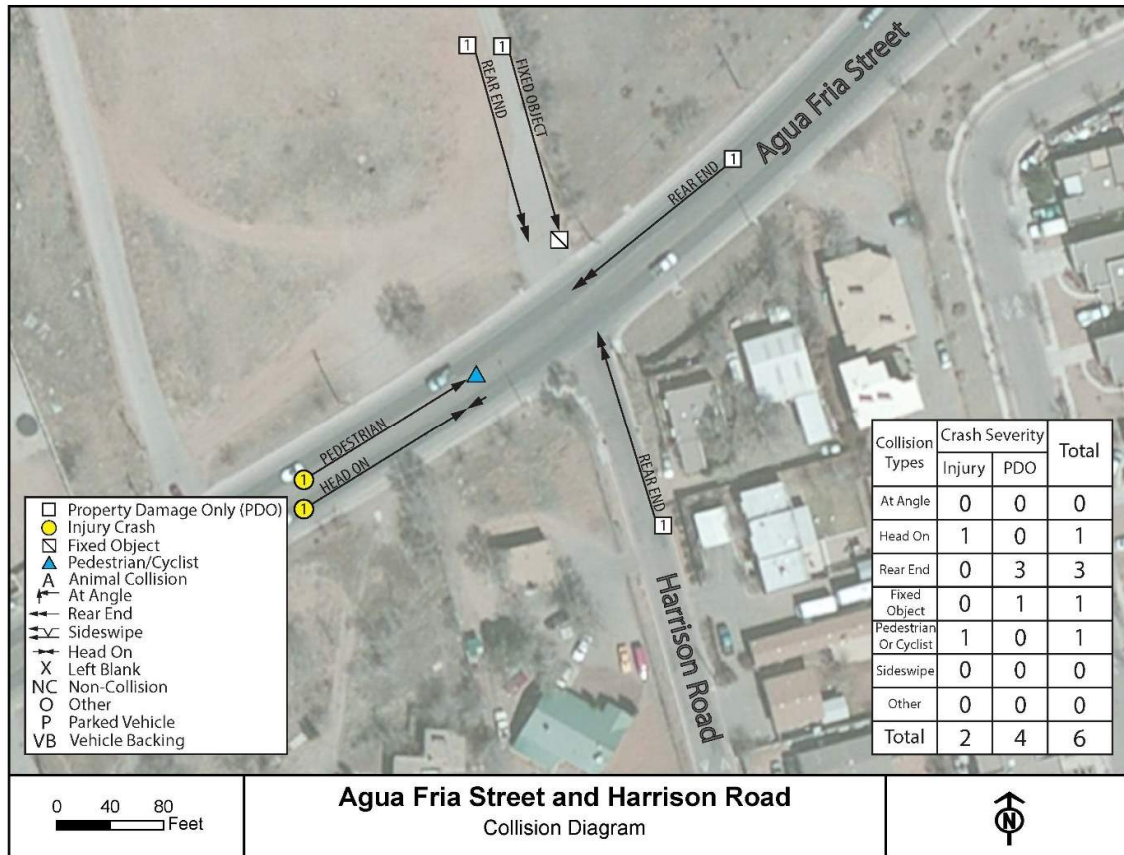 1
1
REAR END
FIXED OBJECT
Agua Fria Street
1
REAR END
PEDESTRIAN
1
HEAD ON
1
REAR END
1
Harrison Road
Property Damage Only (PDO)
Injury Crash
Fixed Object
Pedestrian/Cyclist
A Animal Collision
At Angle
Rear End
Sideswipe
Head On
X Left Blank
NC Non-Collision
O Other
P Parked Vehicle
VB Vehicle Backing
Collision Types Crash Severity Total
Injury PDO
At Angle 0 0 0
Head On 1 0 1
Rear End 0 3 3
Fixed Object 0 1 1
Pedestrian Or Cyclist 1 0 1
Sideswipe 0 0 0
Other 0 0 0
Total 2 4 6
0 40 80
Feet
Agua Fria Street and Harrison Road
Collision Diagram
N